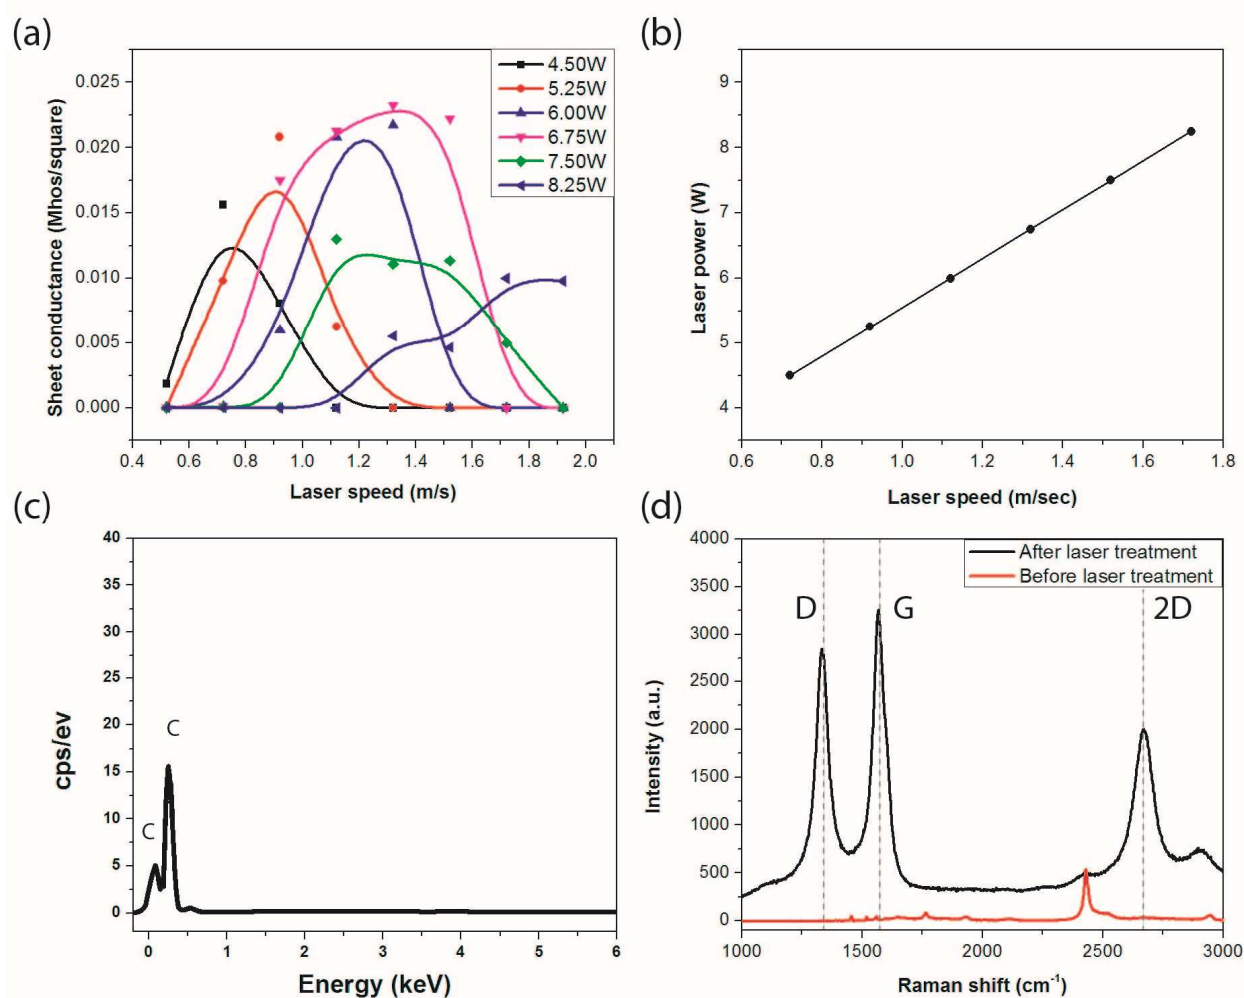 (a)
Sheet conductance (Mhos/square)
0.025
0.020
0.015
0.010
0.005
0.000
4.50W
5.25W
6.00W
6.75W
7.50W
8.25W
0.4 0.6 0.8 1.0 1.2 1.4 1.6 1.8 2.0
Laser speed (m/s)
(b)
Laser power (W)
9
8
7
6
5
4
0.6 0.8 1.0 1.2 1.4 1.6 1.8
Laser speed (m/sec)
(c)
cps/ev
40
35
30
25
20
15
10
5
0
C
C
0 1 2 3 4 5 6
Energy (keV)
(d)
Intensity (a.u.)
4000
3500
3000
2500
2000
1500
1000
500
0
After laser treatment
Before laser treatment
D G 2D
1000 1500 2000 2500 3000
Raman shift (cm⁻¹)